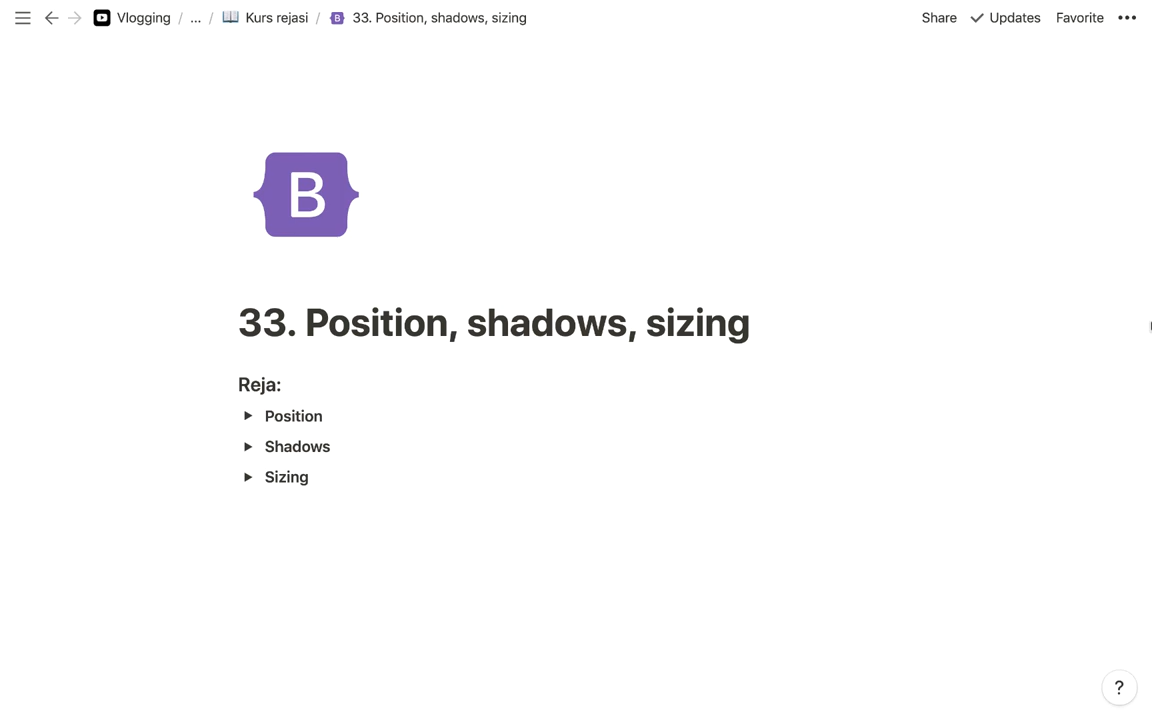 Vlogging / ... / Kurs rejasi / B 33. Position, shadows, sizing Share Updates Favorite
B
33. Position, shadows, sizing
Reja:
Position
Shadows
Sizing
?